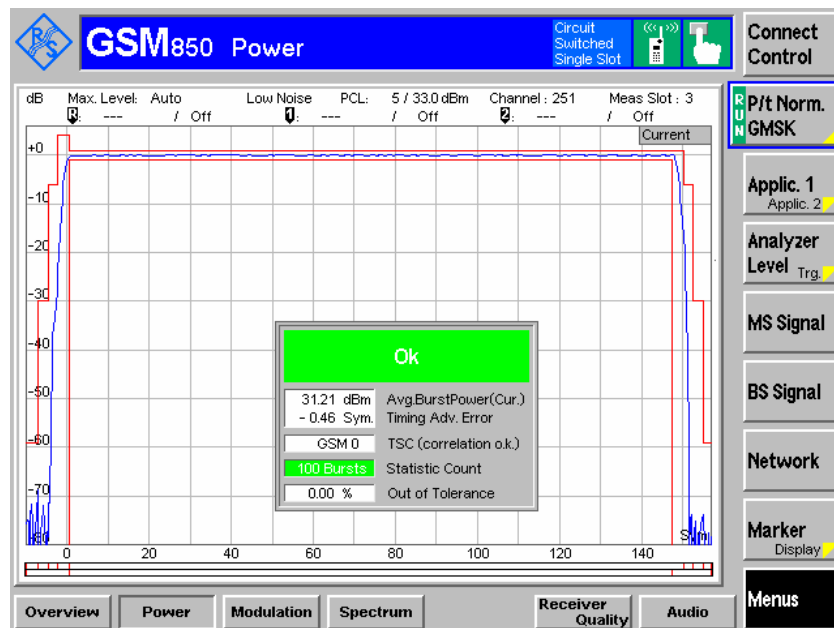 R&S
GSM850 Power
Circuit
Switched
Single Slot
Connect
Control
dB Max. Level: Auto Low Noise PCL: 5 / 33.0 dBm Channel : 251 Meas Slot : 3
R: --- / Off 1: --- / Off 2: --- / Off
Current
RUN
P/t Norm.
GMSK
+0
-10
-20
-30
-40
-50
-60
-70
-80
Applic. 1
Applic. 2
Analyzer
Level Trg.
MS Signal
BS Signal
Network
Marker
Display
Menus
Ok
31.21 dBm Avg.BurstPower(Cur.)
- 0.46 Sym. Timing Adv. Error
GSM 0 TSC (correlation o.k.)
100 Bursts Statistic Count
0.00 % Out of Tolerance
0 20 40 60 80 100 120 140
Overview Power Modulation Spectrum Receiver Quality Audio